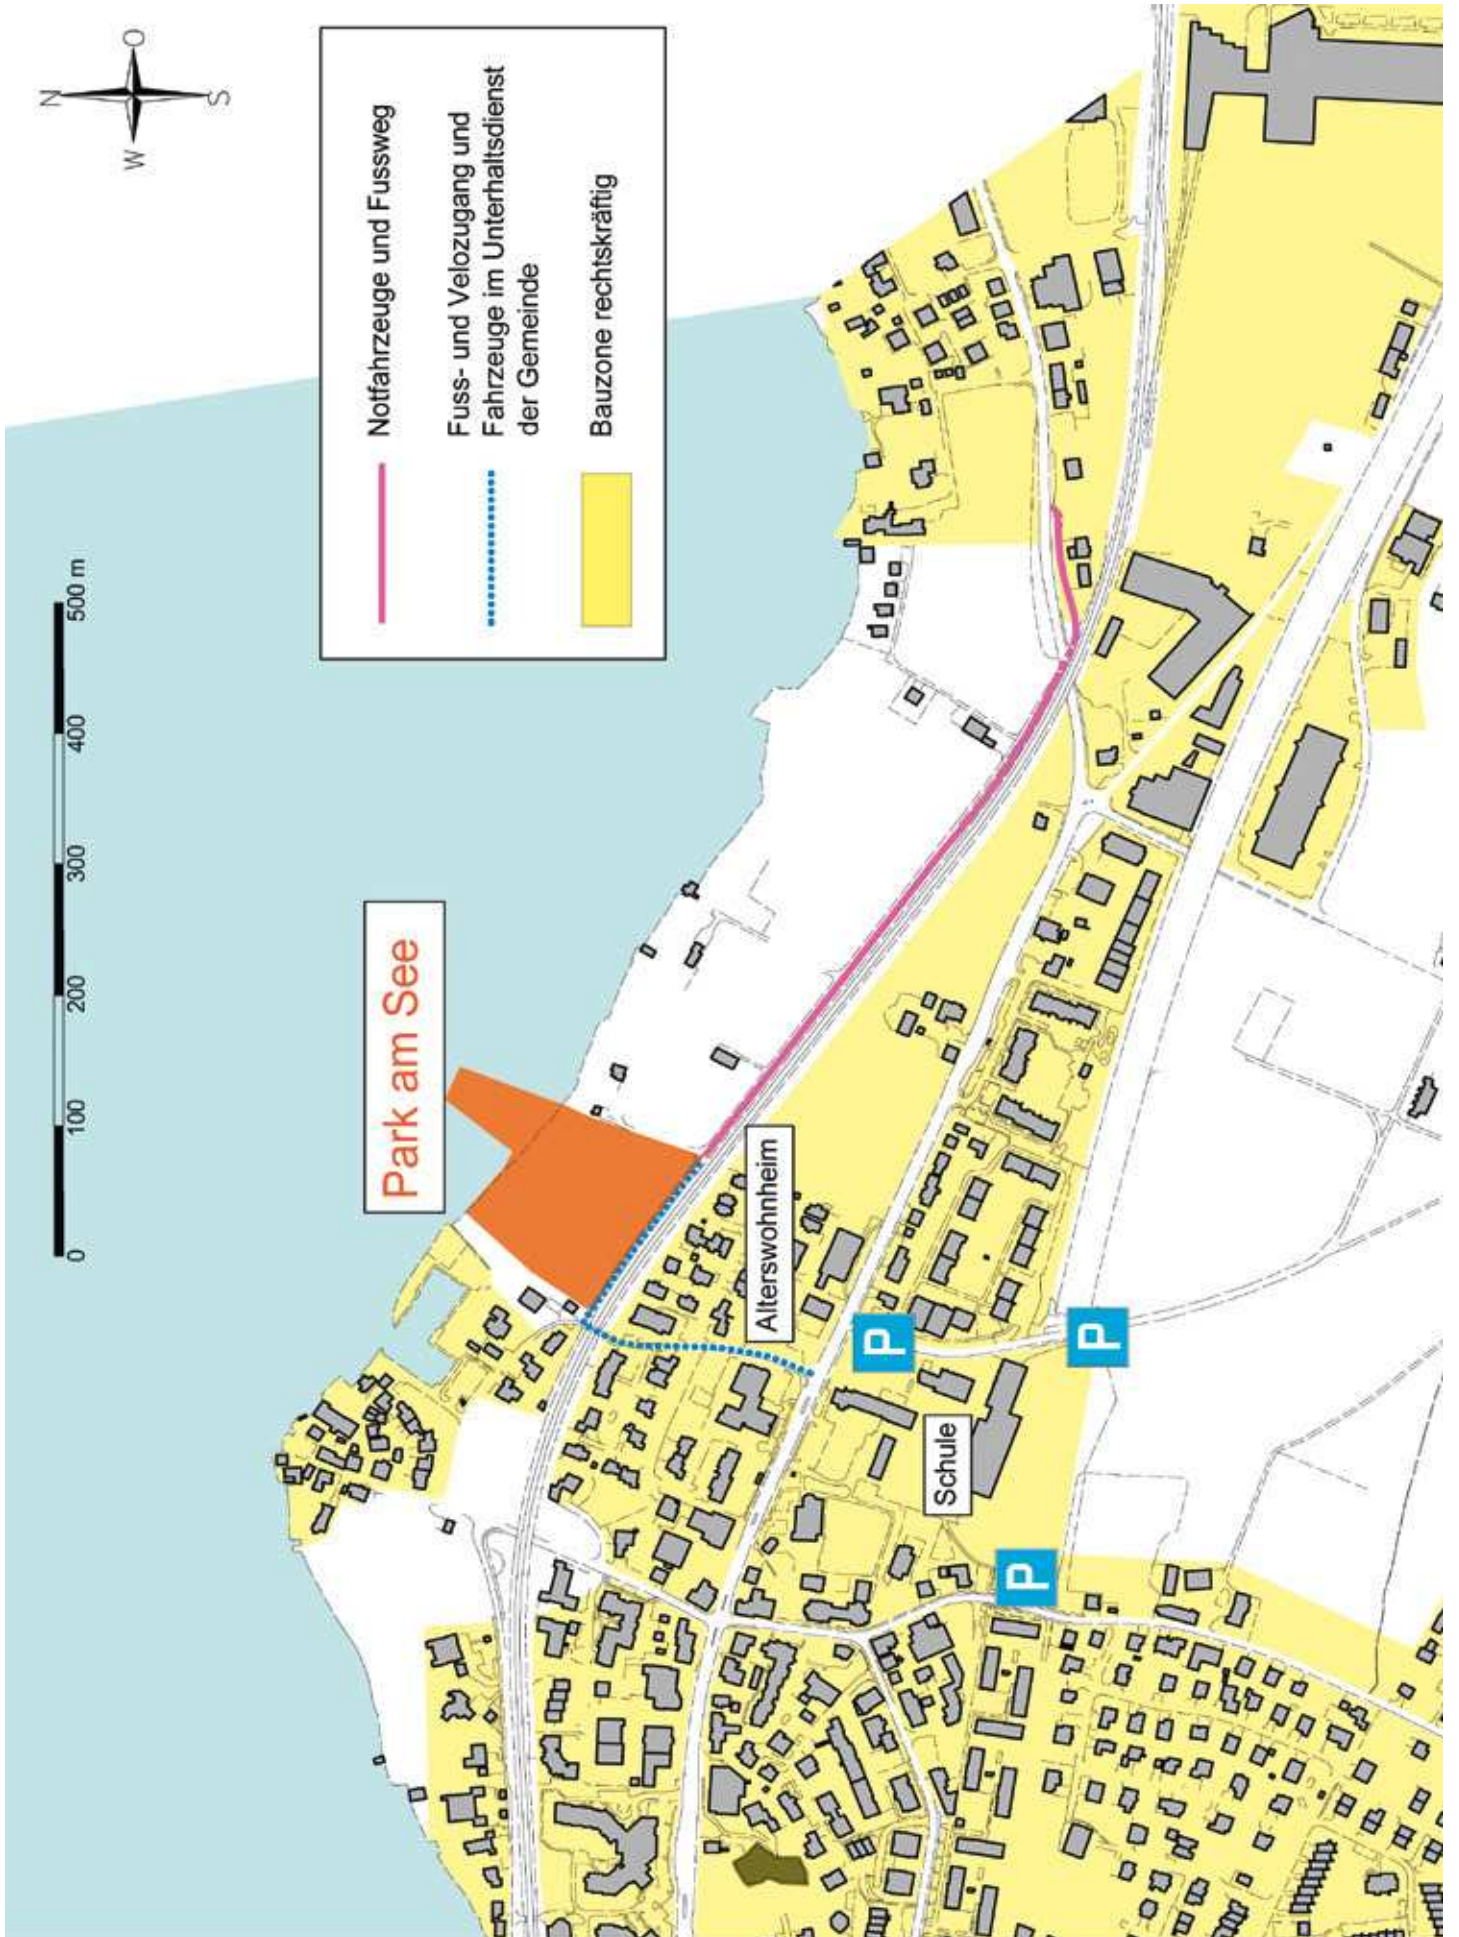 N
W
O
S
0
100
200
300
400
500 m
Notfahrzeuge und Fussweg
Fuss- und Velozugang und
Fahrzeuge im Unterhaltsdienst
der Gemeinde
Bauzone rechtskräftig
Park am See
Alterswohnheim
P
P
Schule
P